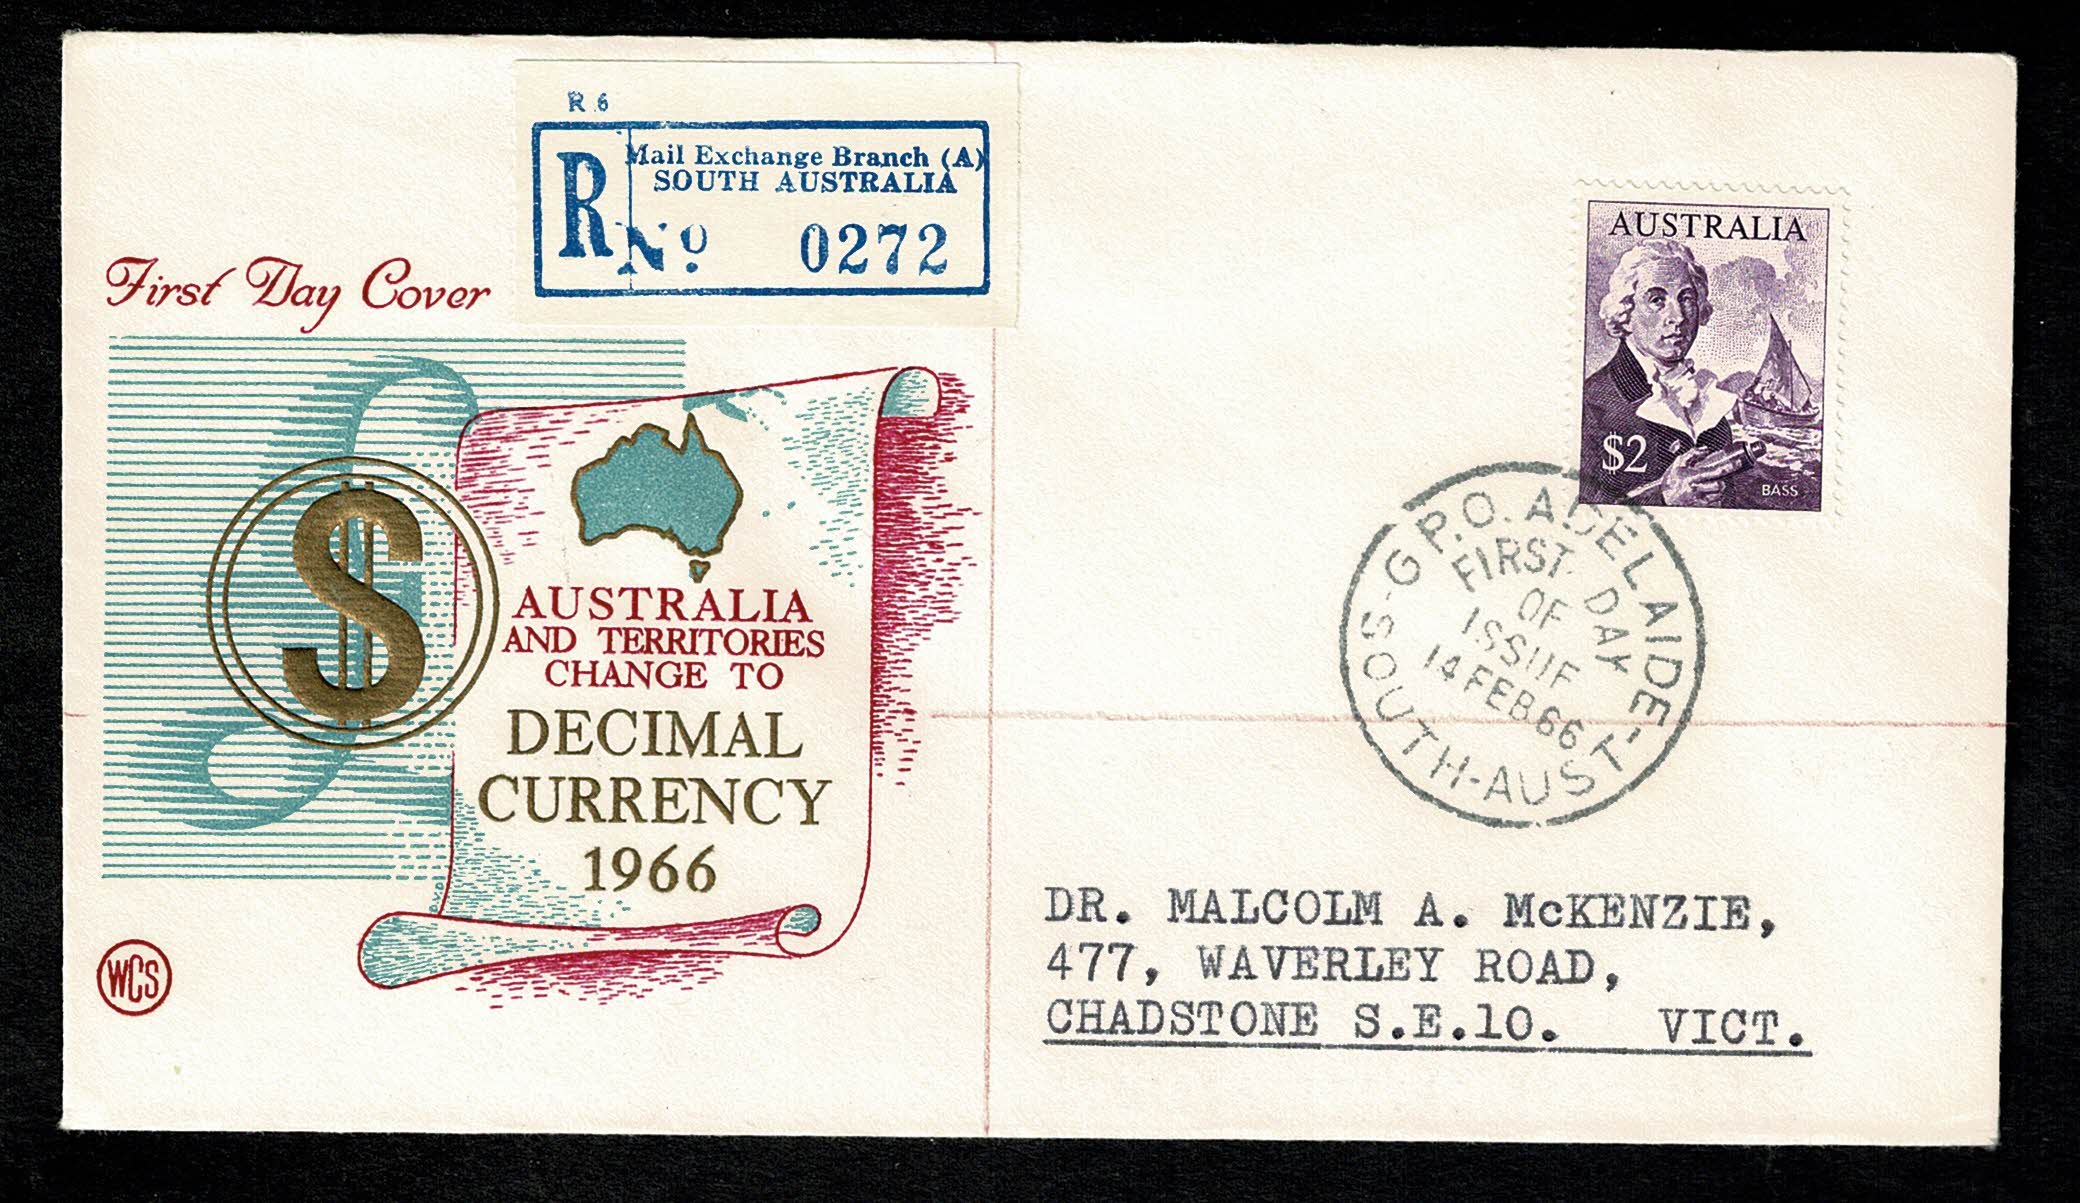 R 6
R
Mail Exchange Branch (A)
SOUTH AUSTRALIA
No 0272
First Day Cover
$
AUSTRALIA
AND TERRITORIES
CHANGE TO
DECIMAL
CURRENCY
1966
WCS
AUSTRALIA
$2
BASS
G.P.O. ADELAIDE
SOUTH-AUST
FIRST DAY
OF
ISSUE
14 FEB 66
DR. MALCOLM A. McKENZIE,
477, WAVERLEY ROAD,
CHADSTONE S.E.10. VICT.